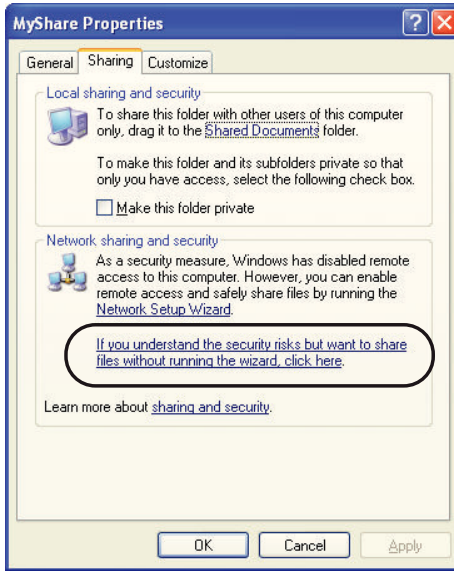 MyShare Properties
General Sharing Customize
Local sharing and security
To share this folder with other users of this computer
only, drag it to the Shared Documents folder.
To make this folder and its subfolders private so that
only you have access, select the following check box.
Make this folder private
Network sharing and security
As a security measure, Windows has disabled remote
access to this computer. However, you can enable
remote access and safely share files by running the
Network Setup Wizard.
If you understand the security risks but want to share
files without running the wizard, click here.
Learn more about sharing and security.
OK Cancel Apply